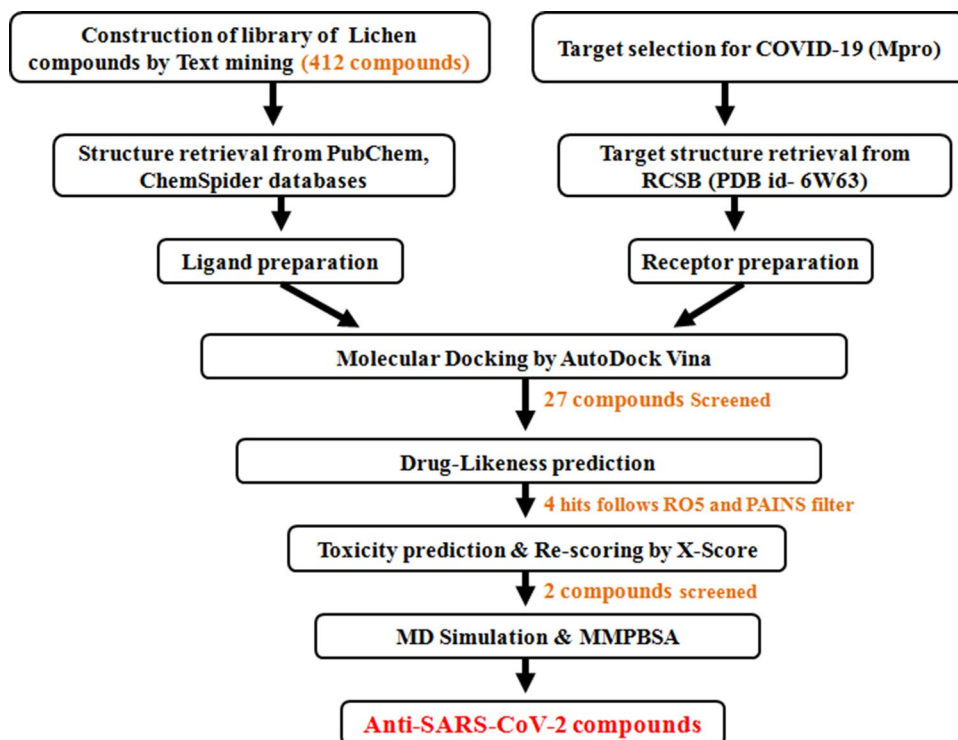 Construction of library of Lichen
compounds by Text mining (412 compounds)
Target selection for COVID-19 (Mpro)
Structure retrieval from PubChem,
ChemSpider databases
Target structure retrieval from
RCSB (PDB id- 6W63)
Ligand preparation
Receptor preparation
Molecular Docking by AutoDock Vina
27 compounds Screened
Drug-Likeness prediction
4 hits follows RO5 and PAINS filter
Toxicity prediction & Re-scoring by X-Score
2 compounds screened
MD Simulation & MMPBSA
Anti-SARS-CoV-2 compounds